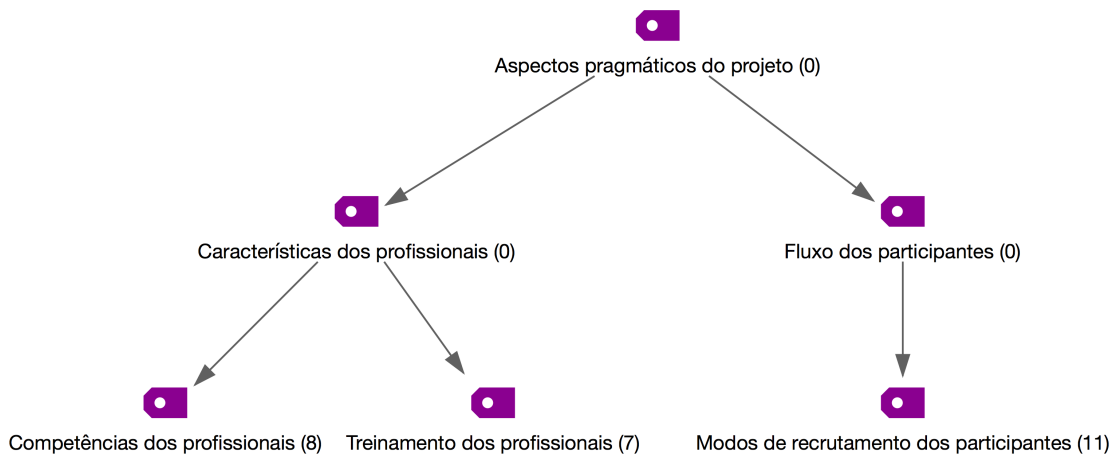 Aspectos pragmáticos do projeto (0)
Características dos profissionais (0)
Fluxo dos participantes (0)
Competências dos profissionais (8)
Treinamento dos profissionais (7)
Modos de recrutamento dos participantes (11)